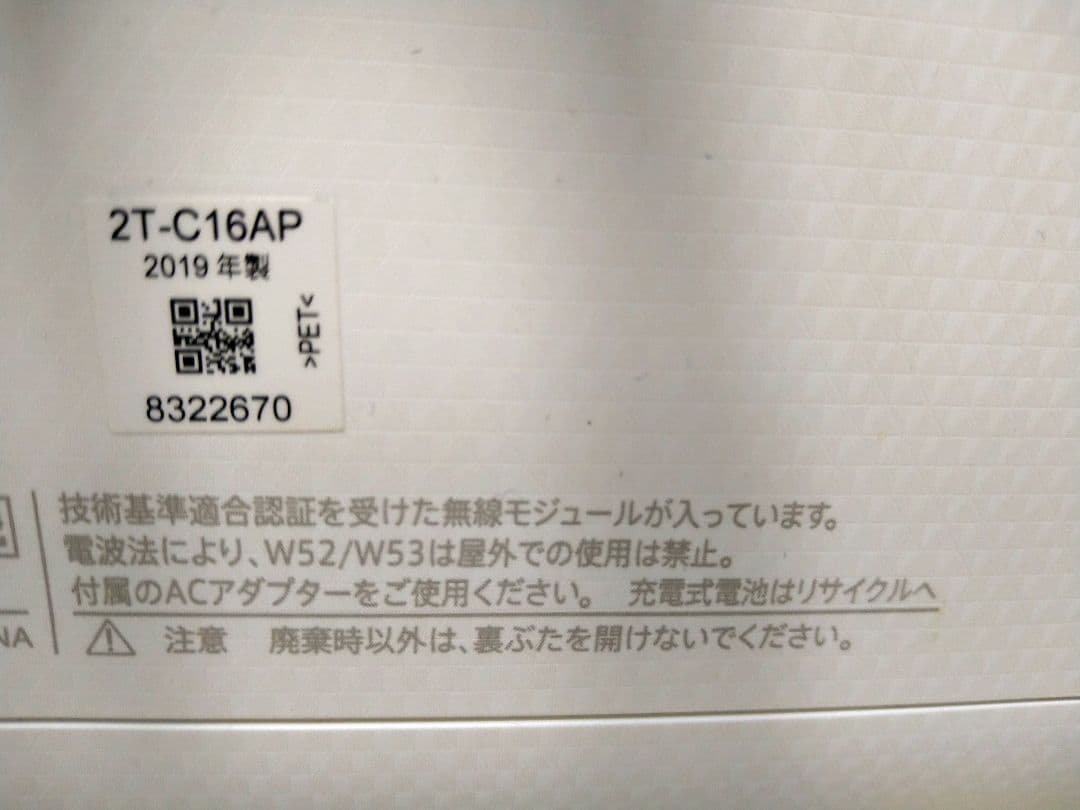 2T-C16AP
2019 年製
>PET<
8322670
技術基準適合認証を受けた無線モジュールが入っています。
電波法により、W52/W53は屋外での使用は禁止。
付属のACアダプターをご使用ください。 充電式電池はリサイクルへ
NA
注意 廃棄時以外は、裏ぶたを開けないでください。